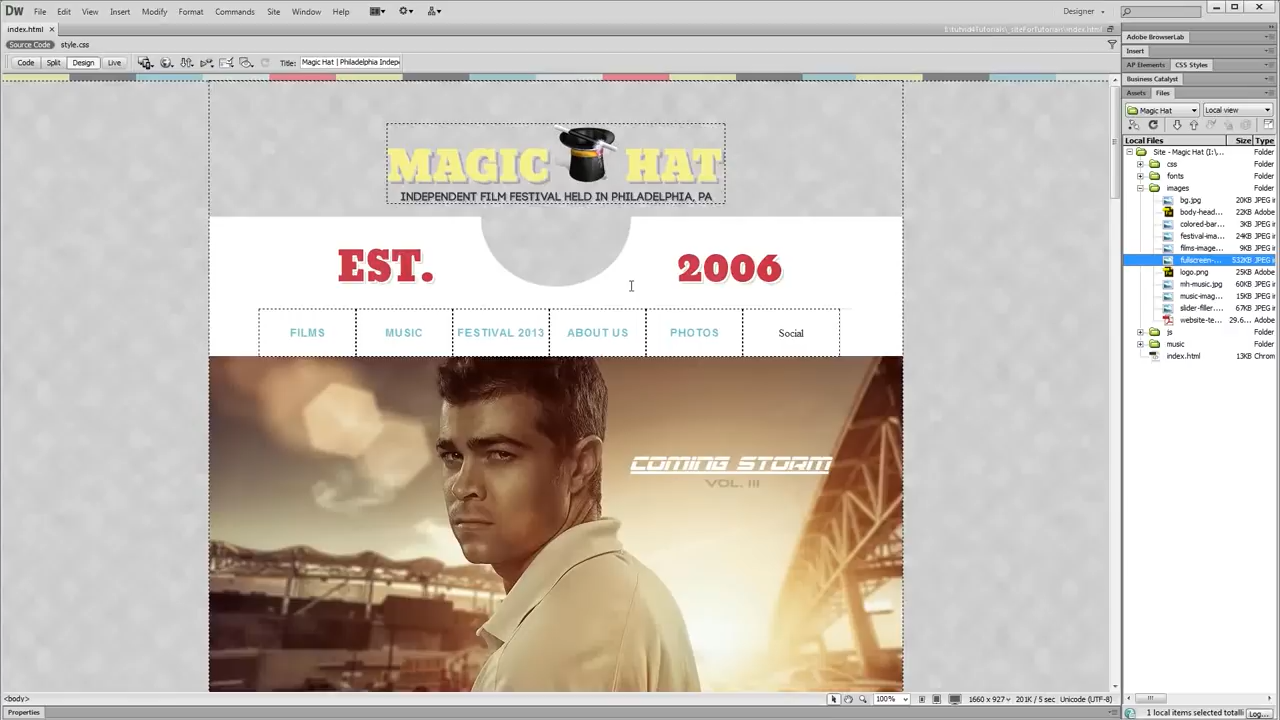 Dw File Edit View Insert Modify Format Commands Site Window Help Designer
index.html
Source Code style.css
Code Split Design Live Title: Magic Hat | Philadelphia Indep
MAGIC HAT
INDEPENDENT FILM FESTIVAL HELD IN PHILADELPHIA, PA
EST. 2006
FILMS MUSIC FESTIVAL 2013 ABOUT US PHOTOS Social
COMING STORM
VOL. III
<body> 100% 1660 x 927 201K / 5 sec Unicode (UTF-8)
Properties
Adobe BrowserLab
Insert
AP Elements CSS Styles
Business Catalyst
Assets Files
Magic Hat Local view
Local Files Size Type
Site - Magic Hat (I:\... Folder
css Folder
fonts Folder
images Folder
bg.jpg 20KB JPEG
body-head... 22KB Adobe
colored-bar... 3KB JPEG
festival-ima... 24KB JPEG
films-image... 9KB JPEG
fullscreen-... 532KB JPEG
logo.png 25KB Adobe
mh-music.jpg 60KB JPEG
music-imag... 15KB JPEG
slider-filler.... 64KB JPEG
website-te... 29.6... Adobe
js Folder
music Folder
index.html 13KB Chrom
1 local items selected totalli Log...